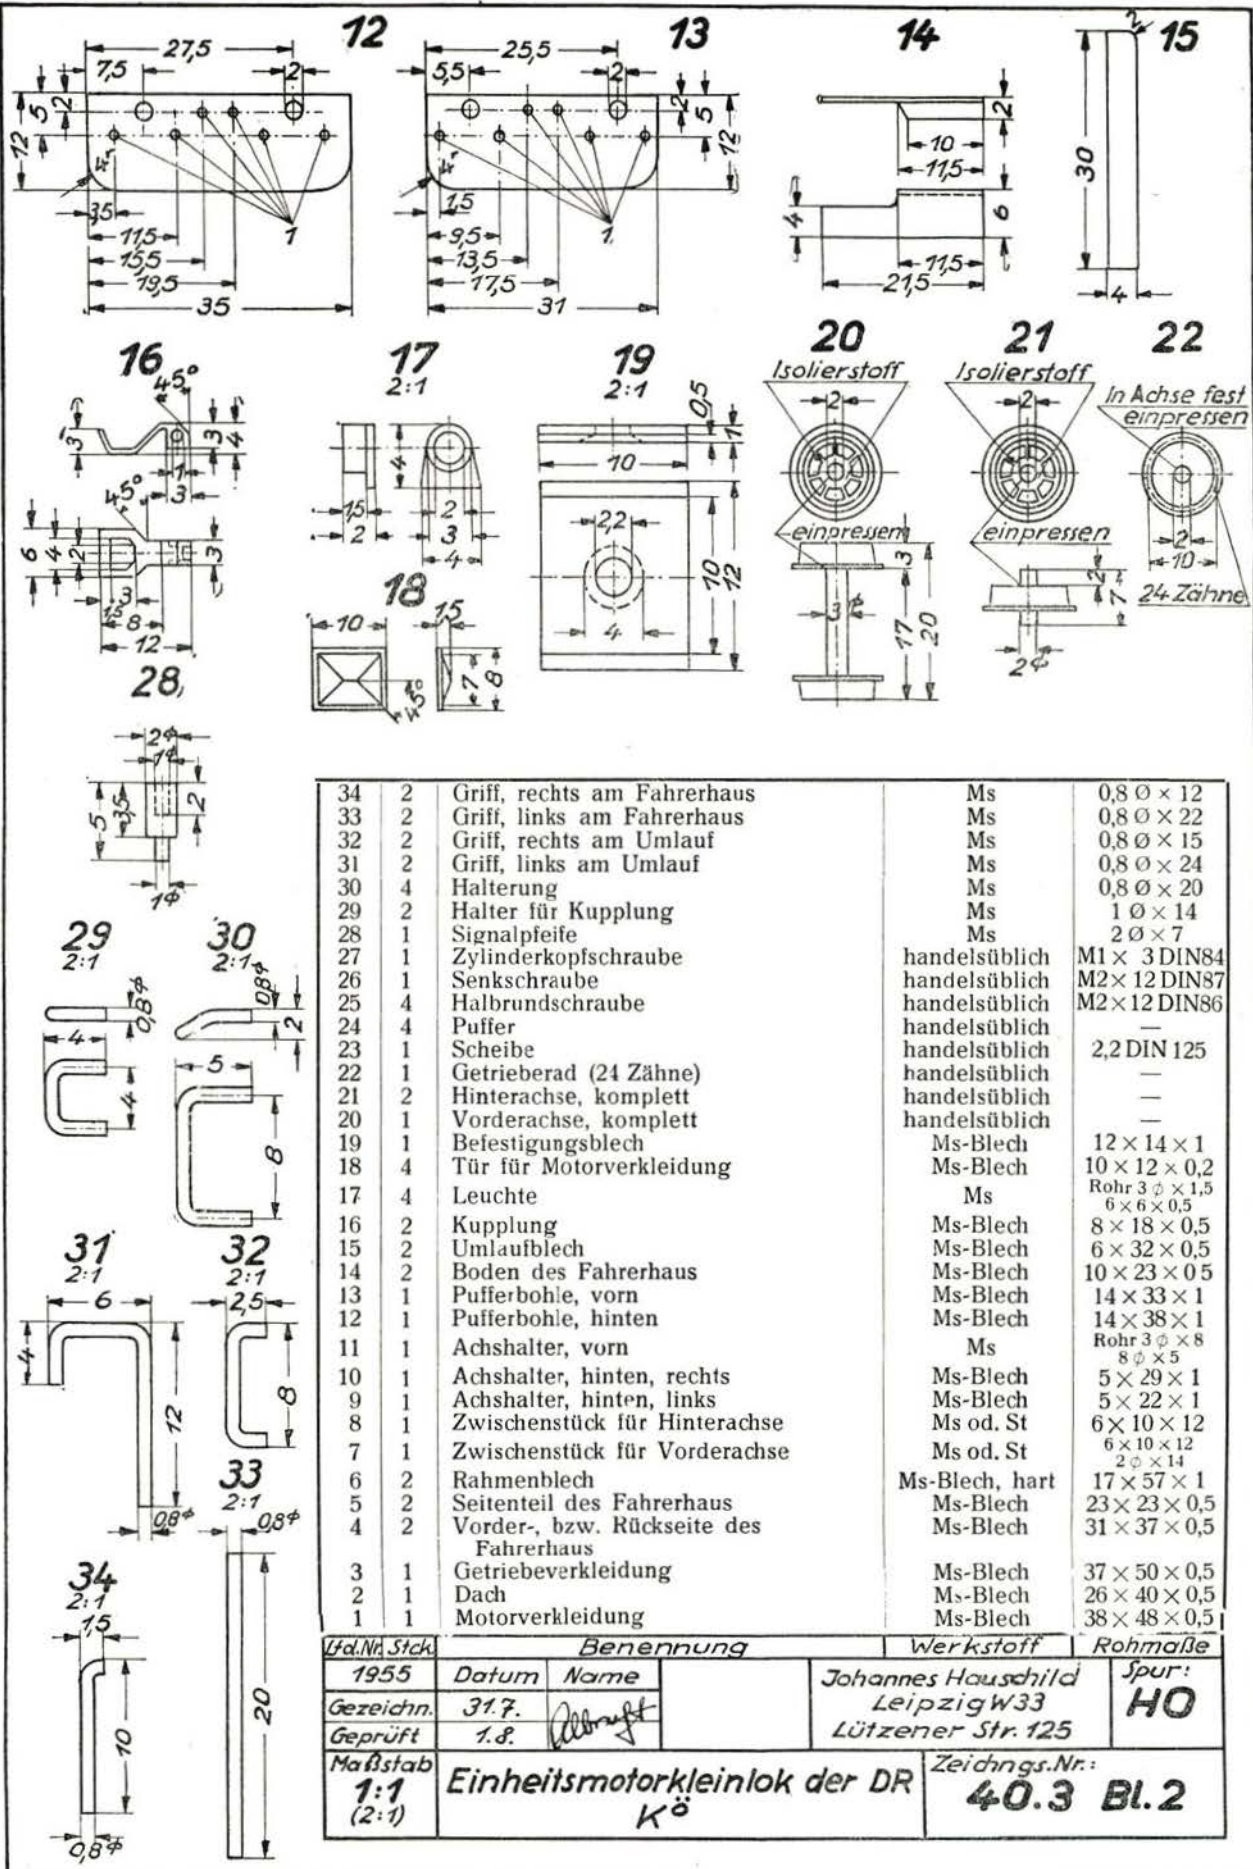 12
13
14
15
27,5
7,5
2
5
2
12
4
3,5
11,5
15,5
19,5
35
1
25,5
5,5
2
2
5
12
4
1,5
9,5
13,5
17,5
31
1
2
10
11,5
4
6
11,5
21,5
2
30
4
16
45°
3
3
4
1
3
45°
6
4
2
3
3
1,5
8
12
17
2:1
4
1,5
2
2
3
4
18
10
1,5
7
8
45°
19
2:1
0,5
1
10
2,2
10
12
4
20
Isolierstoff
2
einpressen
3
3 ϕ
17
20
21
Isolierstoff
2
einpressen
2
7
2 ϕ
22
In Achse fest
einpressen
2
10
24 Zähne
28
2 ϕ
1 ϕ
5
3,5
2
1 ϕ
29
2:1
0,8 ϕ
4
4
30
2:1
0,8 ϕ
2
5
8
31
2:1
6
4
12
0,8 ϕ
32
2:1
2,5
8
33
2:1
0,8 ϕ
20
34
2:1
1,5
10
0,8 ϕ
34 2 Griff, rechts am Fahrerhaus Ms 0,8 Ø × 12
33 2 Griff, links am Fahrerhaus Ms 0,8 Ø × 22
32 2 Griff, rechts am Umlauf Ms 0,8 Ø × 15
31 2 Griff, links am Umlauf Ms 0,8 Ø × 24
30 4 Halterung Ms 0,8 Ø × 20
29 2 Halter für Kupplung Ms 1 Ø × 14
28 1 Signalpfeife Ms 2 Ø × 7
27 1 Zylinderkopfschraube handelsüblich M1 × 3 DIN84
26 1 Senkschraube handelsüblich M2 × 12 DIN87
25 4 Halbrundschraube handelsüblich M2 × 12 DIN86
24 4 Puffer handelsüblich —
23 1 Scheibe handelsüblich 2,2 DIN 125
22 1 Getrieberad (24 Zähne) handelsüblich —
21 2 Hinterachse, komplett handelsüblich —
20 1 Vorderachse, komplett handelsüblich —
19 1 Befestigungsblech Ms-Blech 12 × 14 × 1
18 4 Tür für Motorverkleidung Ms-Blech 10 × 12 × 0,2
17 4 Leuchte Ms Rohr 3 ϕ × 1,5
6 × 6 × 0,5
16 2 Kupplung Ms-Blech 8 × 18 × 0,5
15 2 Umlaufblech Ms-Blech 6 × 32 × 0,5
14 2 Boden des Fahrerhaus Ms-Blech 10 × 23 × 0 5
13 1 Pufferbohle, vorn Ms-Blech 14 × 33 × 1
12 1 Pufferbohle, hinten Ms-Blech 14 × 38 × 1
11 1 Achshalter, vorn Ms Rohr 3 ϕ × 8
8 ϕ × 5
10 1 Achshalter, hinten, rechts Ms-Blech 5 × 29 × 1
9 1 Achshalter, hinten, links Ms-Blech 5 × 22 × 1
8 1 Zwischenstück für Hinterachse Ms od. St 6 × 10 × 12
7 1 Zwischenstück für Vorderachse Ms od. St 6 × 10 × 12
2 ϕ × 14
6 2 Rahmenblech Ms-Blech, hart 17 × 57 × 1
5 2 Seitenteil des Fahrerhaus Ms-Blech 23 × 23 × 0,5
4 2 Vorder-, bzw. Rückseite des Ms-Blech 31 × 37 × 0,5
Fahrerhaus
3 1 Getriebeverkleidung Ms-Blech 37 × 50 × 0,5
2 1 Dach Ms-Blech 26 × 40 × 0,5
1 1 Motorverkleidung Ms-Blech 38 × 48 × 0,5
Lfd.Nr. Stck. Benennung Werkstoff Rohmaße
1955 Datum Name
Gezeichn. 31.7.
Geprüft 1.8.
Johannes Hauschild
Leipzig W33
Lützener Str. 125
Spur:
HO
Maßstab
1:1
(2:1)
Einheitsmotorkleinlok der DR
Kö
Zeichngs.Nr.:
40.3 Bl.2